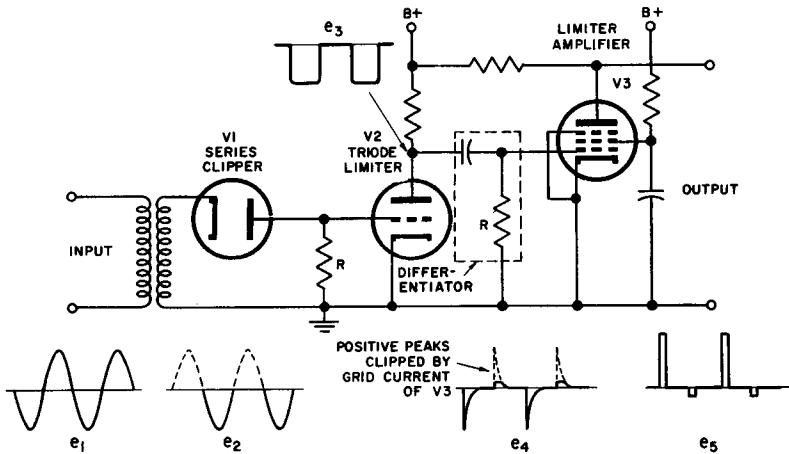 B+
B+
e3
LIMITER
AMPLIFIER
V3
V1
SERIES
CLIPPER
V2
TRIODE
LIMITER
OUTPUT
INPUT
R
R
DIFFER-
ENTIATOR
POSITIVE PEAKS
CLIPPED BY
GRID CURRENT
OF V3
e1
e2
e4
e5